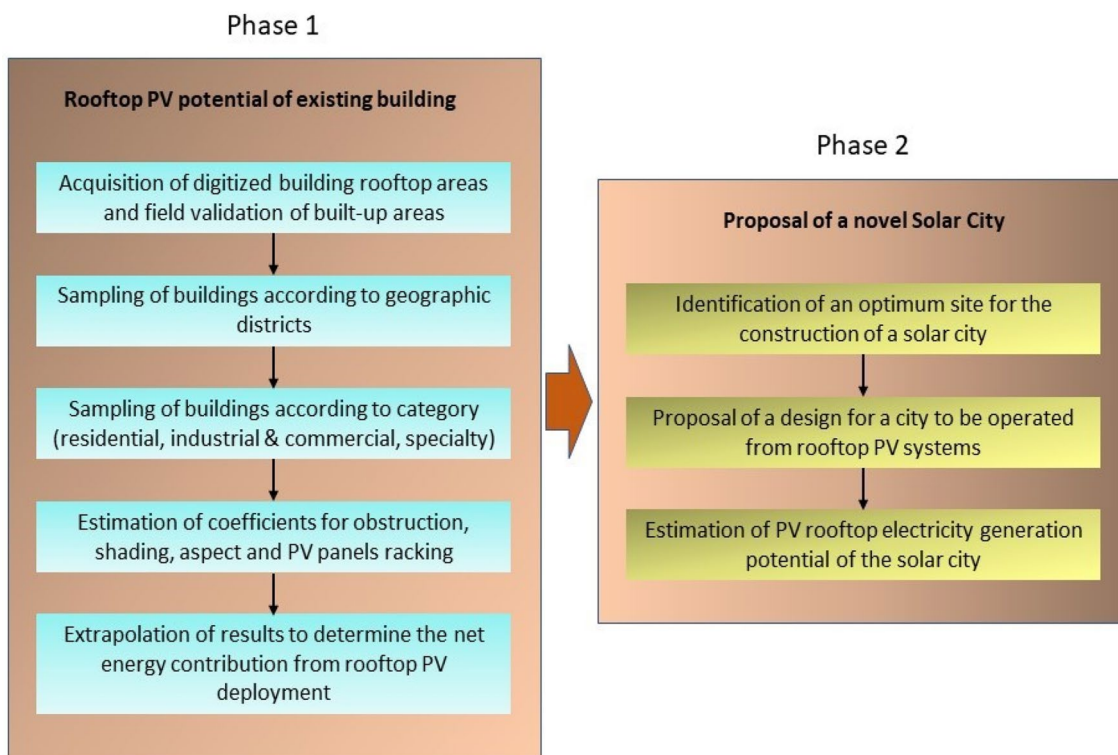 Phase 1
Rooftop PV potential of existing building
Acquisition of digitized building rooftop areas
and field validation of built-up areas
Sampling of buildings according to geographic
districts
Sampling of buildings according to category
(residential, industrial & commercial, specialty)
Estimation of coefficients for obstruction,
shading, aspect and PV panels racking
Extrapolation of results to determine the net
energy contribution from rooftop PV
deployment
Phase 2
Proposal of a novel Solar City
Identification of an optimum site for the
construction of a solar city
Proposal of a design for a city to be operated
from rooftop PV systems
Estimation of PV rooftop electricity generation
potential of the solar city